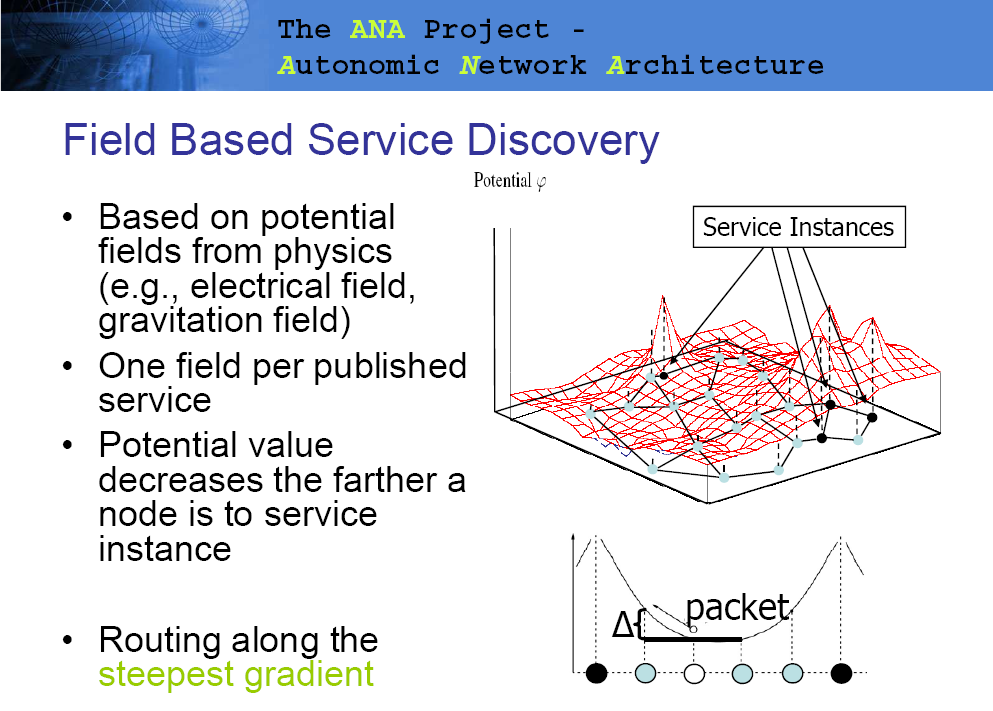 The ANA Project -
Autonomic Network Architecture
Field Based Service Discovery
Potential φ
• Based on potential
fields from physics
(e.g., electrical field,
gravitation field)
• One field per published
service
• Potential value
decreases the farther a
node is to service
instance
• Routing along the
steepest gradient
Service Instances
packet
Δ{